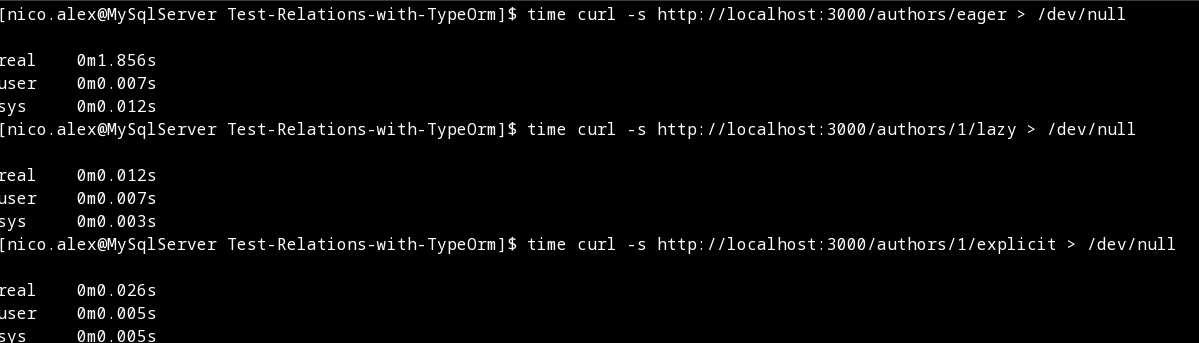 [nico.alex@MySqlServer Test-Relations-with-TypeOrm]$ time curl -s http://localhost:3000/authors/eager > /dev/null
real 0m1.856s
user 0m0.007s
sys 0m0.012s
[nico.alex@MySqlServer Test-Relations-with-TypeOrm]$ time curl -s http://localhost:3000/authors/1/lazy > /dev/null
real 0m0.012s
user 0m0.007s
sys 0m0.003s
[nico.alex@MySqlServer Test-Relations-with-TypeOrm]$ time curl -s http://localhost:3000/authors/1/explicit > /dev/null
real 0m0.026s
user 0m0.005s
sys 0m0.005s